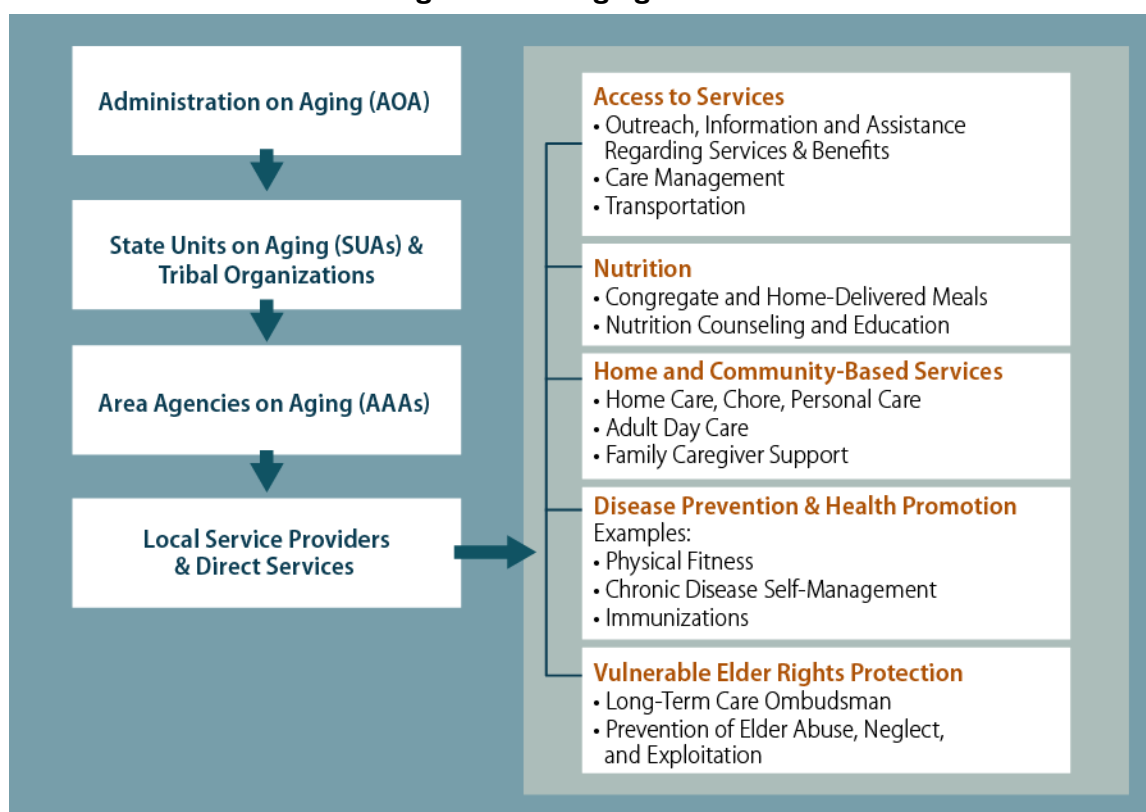 Administration on Aging (AOA)
State Units on Aging (SUAs) &
Tribal Organizations
Area Agencies on Aging (AAAs)
Local Service Providers
& Direct Services
Access to Services
• Outreach, Information and Assistance
Regarding Services & Benefits
• Care Management
• Transportation
Nutrition
• Congregate and Home-Delivered Meals
• Nutrition Counseling and Education
Home and Community-Based Services
• Home Care, Chore, Personal Care
• Adult Day Care
• Family Caregiver Support
Disease Prevention & Health Promotion
Examples:
• Physical Fitness
• Chronic Disease Self-Management
• Immunizations
Vulnerable Elder Rights Protection
• Long-Term Care Ombudsman
• Prevention of Elder Abuse, Neglect,
and Exploitation